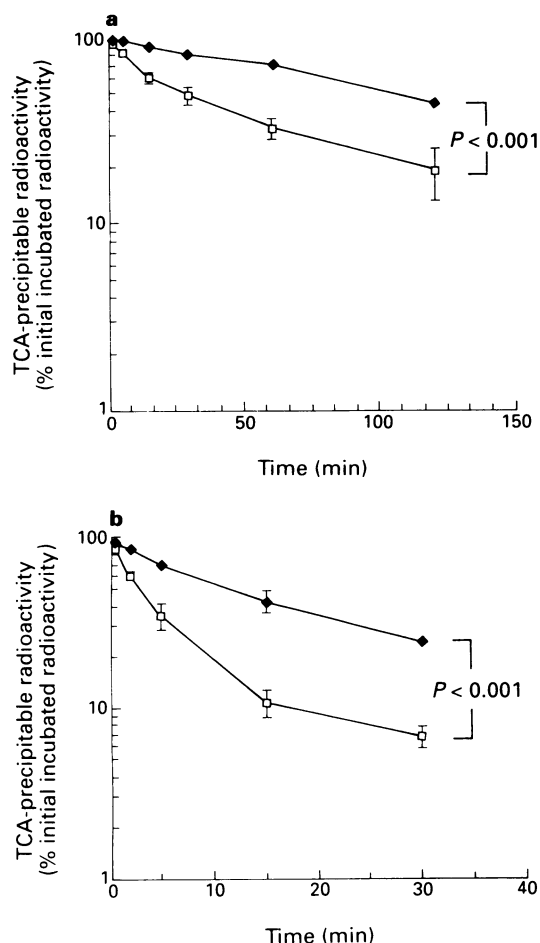 a
TCA-precipitable radioactivity
(% initial incubated radioactivity)
100
10
1
P < 0.001
0 50 100 150
Time (min)
b
TCA-precipitable radioactivity
(% initial incubated radioactivity)
100
10
1
P < 0.001
0 10 20 30 40
Time (min)